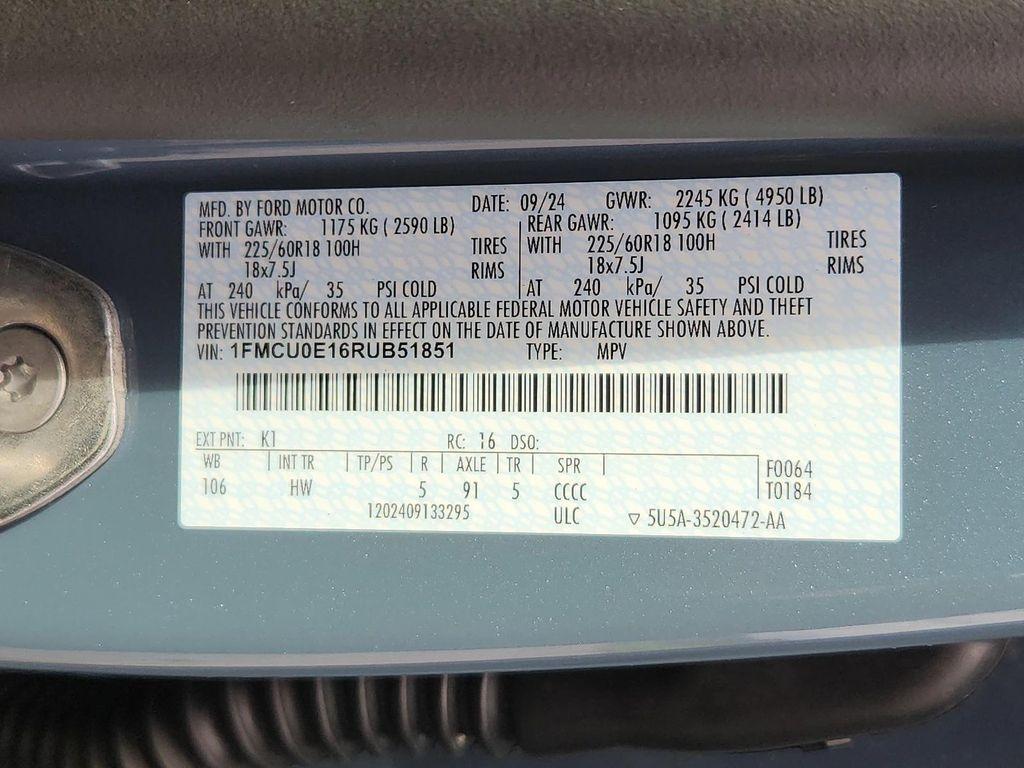 MFD. BY FORD MOTOR CO. DATE: 09/24 GVWR: 2245 KG ( 4950 LB)
FRONT GAWR: 1175 KG ( 2590 LB) REAR GAWR: 1095 KG ( 2414 LB)
WITH 225/60R18 100H TIRES WITH 225/60R18 100H TIRES
18x7.5J RIMS 18x7.5J RIMS
AT 240 kPa/ 35 PSI COLD AT 240 kPa/ 35 PSI COLD
THIS VEHICLE CONFORMS TO ALL APPLICABLE FEDERAL MOTOR VEHICLE SAFETY AND THEFT
PREVENTION STANDARDS IN EFFECT ON THE DATE OF MANUFACTURE SHOWN ABOVE.
VIN: 1FMCU0E16RUB51851 TYPE: MPV
EXT PNT: K1 RC: 16 DSO:
WB INT TR TP/PS R AXLE TR SPR F0064
106 HW 5 91 5 CCCC T0184
1202409133295 ULC ▽ 5U5A-3520472-AA